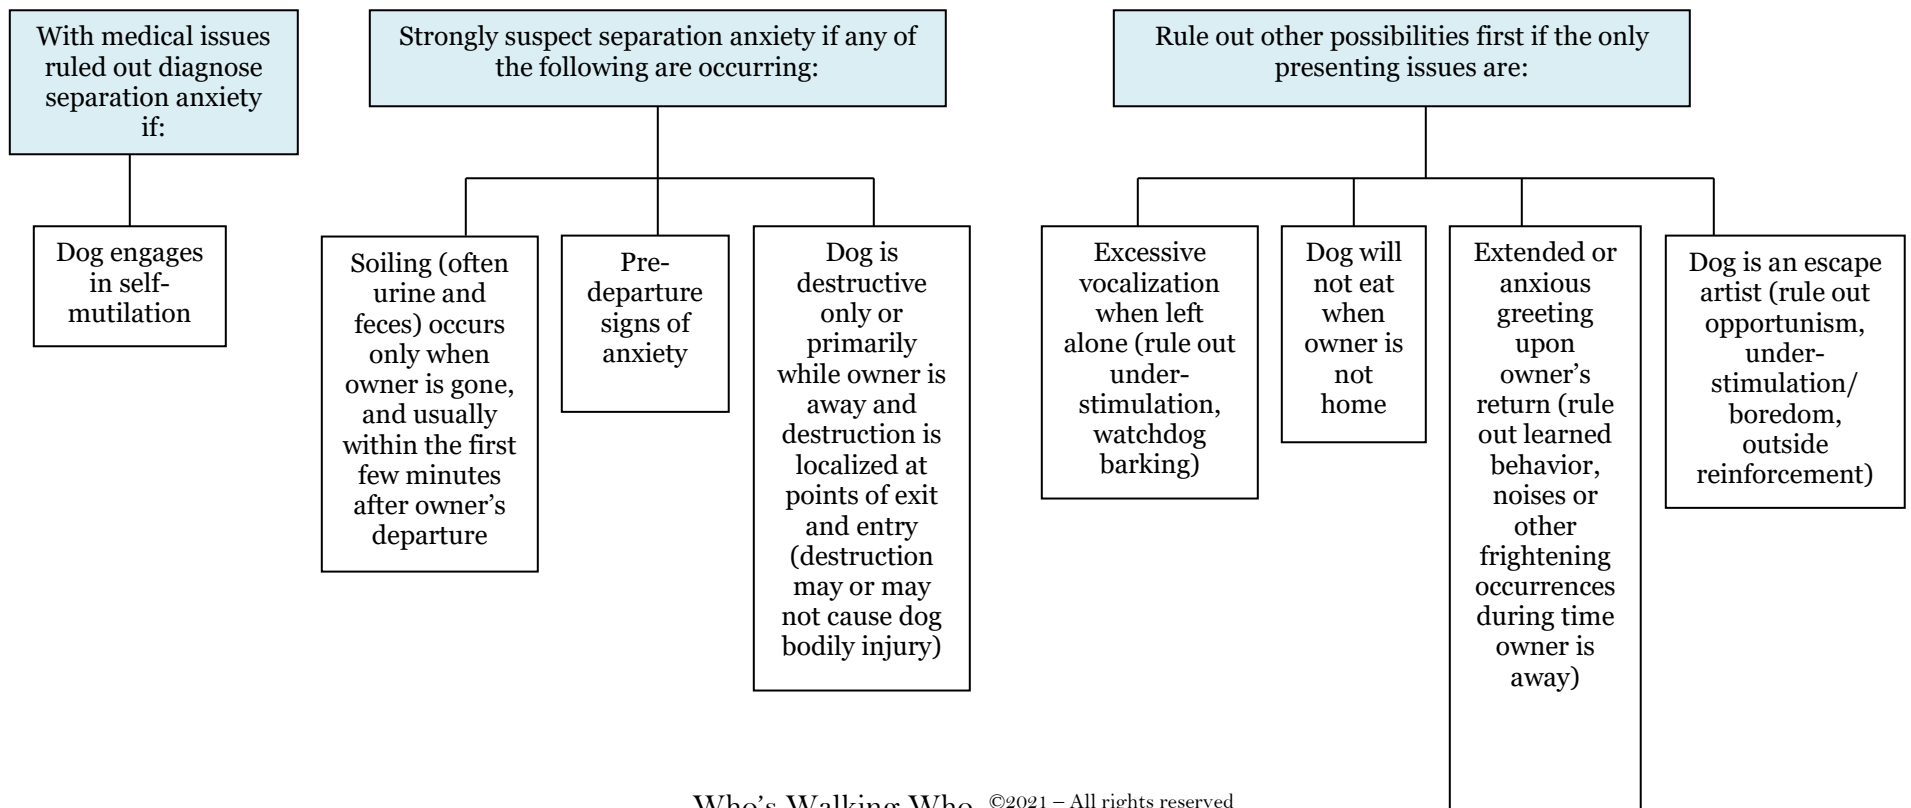 With medical issues
ruled out diagnose
separation anxiety
if:
Dog engages
in self-
mutilation
Strongly suspect separation anxiety if any of
the following are occurring:
Soiling (often
urine and
feces) occurs
only when
owner is gone,
and usually
within the first
few minutes
after owner’s
departure
Pre-
departure
signs of
anxiety
Dog is
destructive
only or
primarily
while owner is
away and
destruction is
localized at
points of exit
and entry
(destruction
may or may
not cause dog
bodily injury)
Rule out other possibilities first if the only
presenting issues are:
Excessive
vocalization
when left
alone (rule out
under-
stimulation,
watchdog
barking)
Dog will
not eat
when
owner is
not
home
Extended or
anxious
greeting
upon
owner’s
return (rule
out learned
behavior,
noises or
other
frightening
occurrences
during time
owner is
away)
Dog is an escape
artist (rule out
opportunism,
under-
stimulation/
boredom,
outside
reinforcement)
Who’s Walking Who ©2021 – All rights reserved